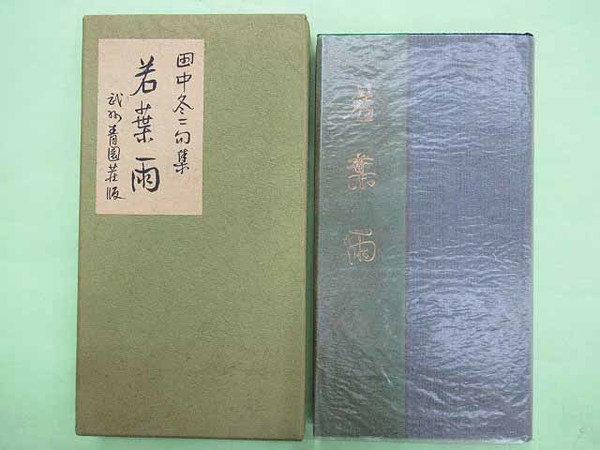 田中冬二句集
若葉雨
武州青園荘版
若葉雨